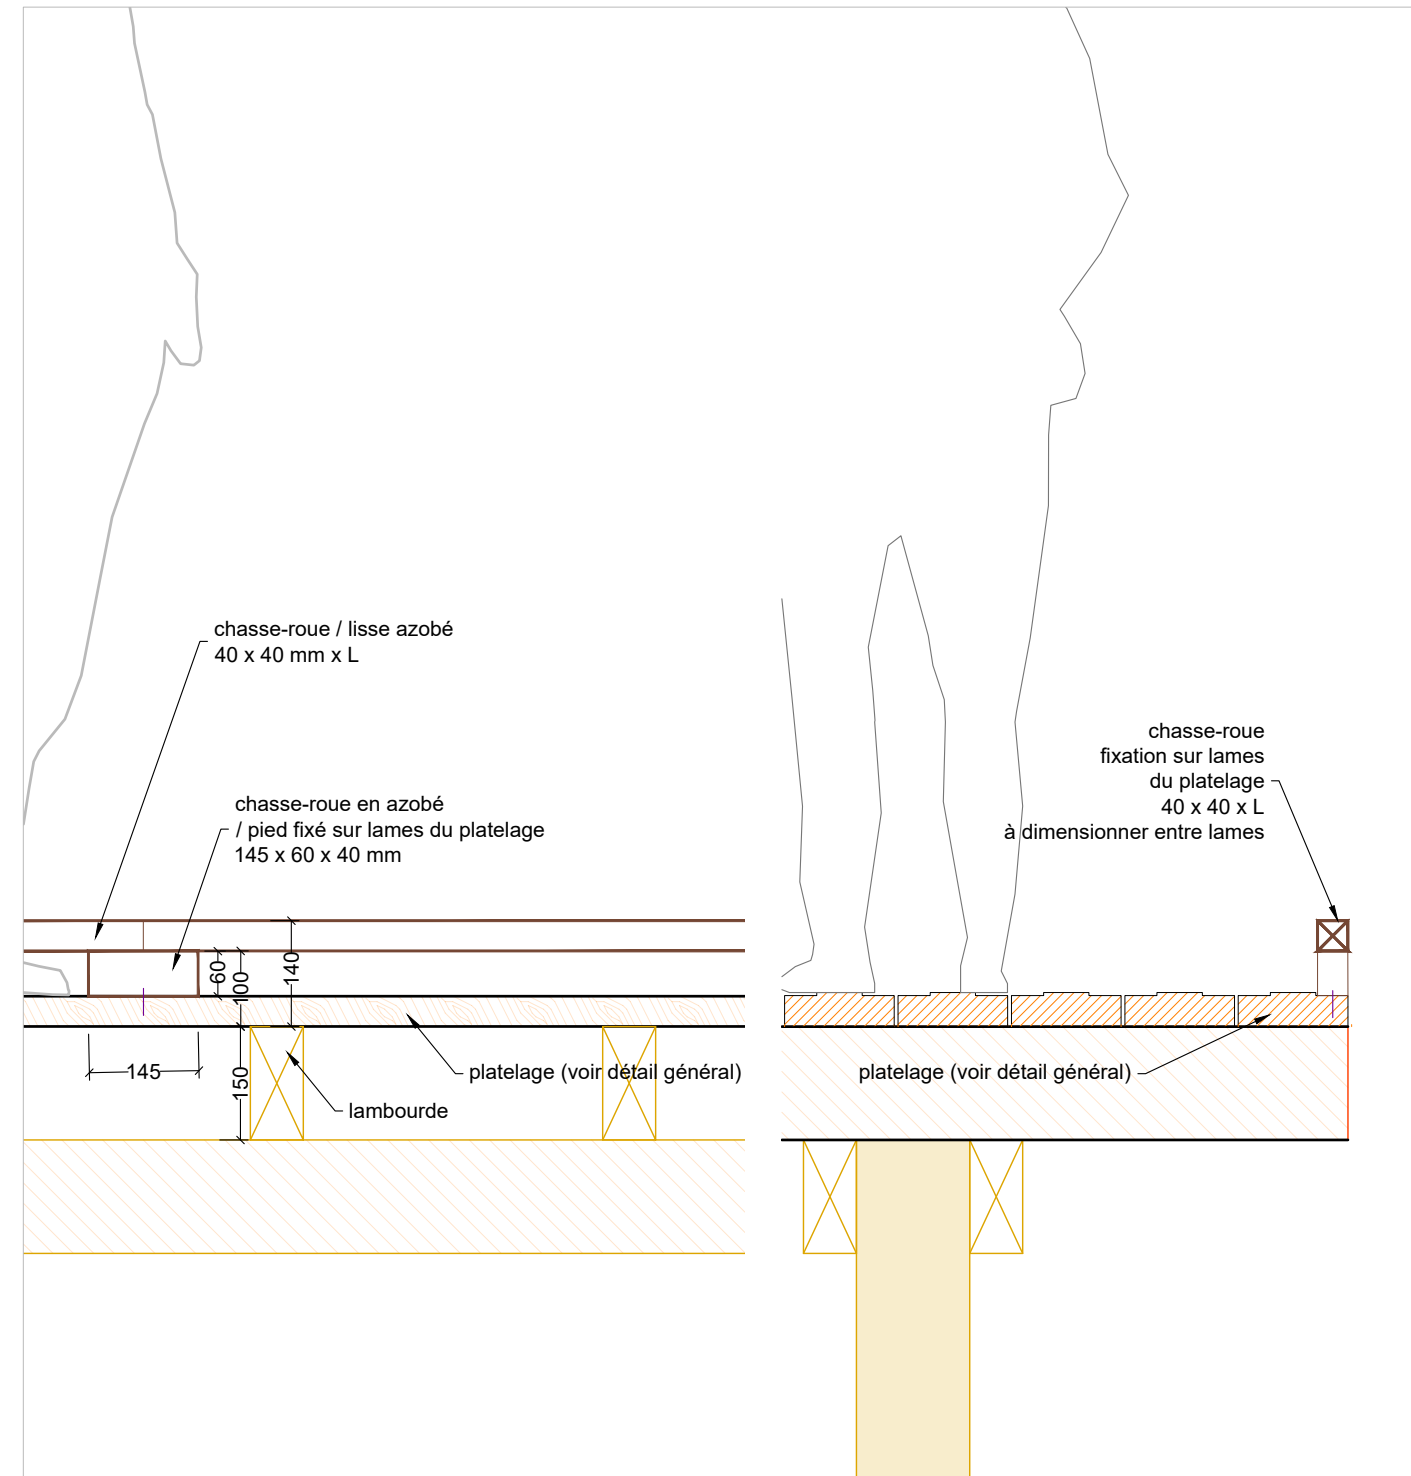 chasse-roue / lisse azobé
40 x 40 mm x L
chasse-roue
fixation sur lames
du platelage
40 x 40 x L
à dimensionner entre lames
chasse-roue en azobé
/ pied fixé sur lames du platelage
145 x 60 x 40 mm
60
100
140
145
150
platelage (voir détail général)
lambourde
platelage (voir détail général)